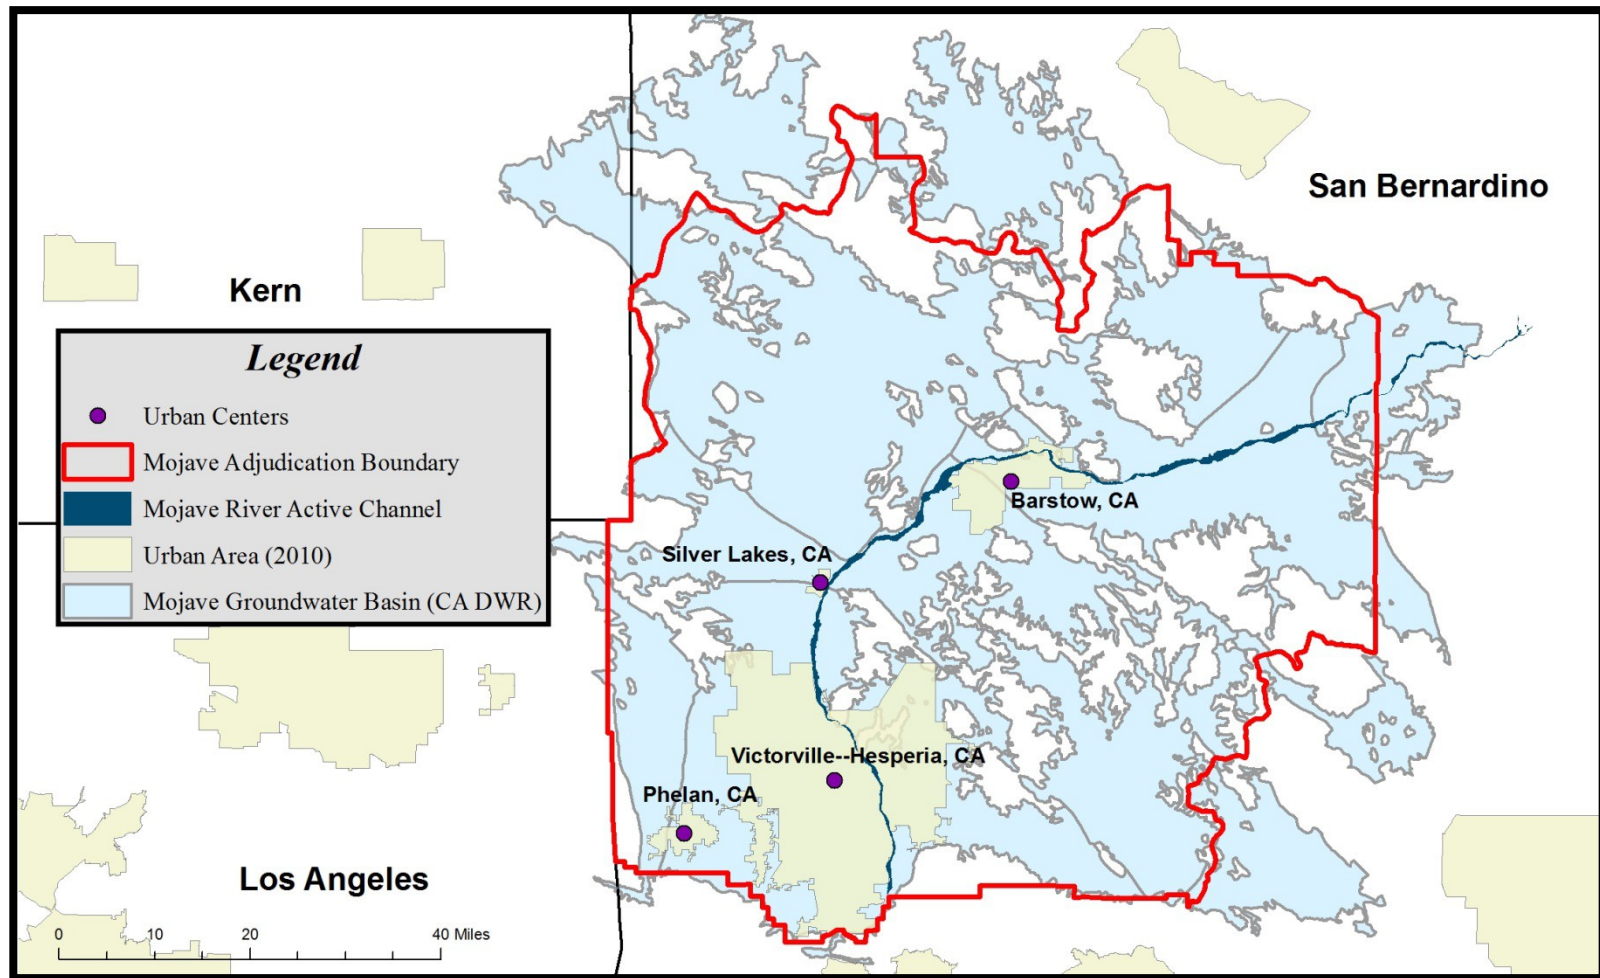 San Bernardino
Kern
Legend
Urban Centers
Mojave Adjudication Boundary
Mojave River Active Channel
Urban Area (2010)
Mojave Groundwater Basin (CA DWR)
Barstow, CA
Silver Lakes, CA
Victorville--Hesperia, CA
Phelan, CA
Los Angeles
0 10 20 40 Miles